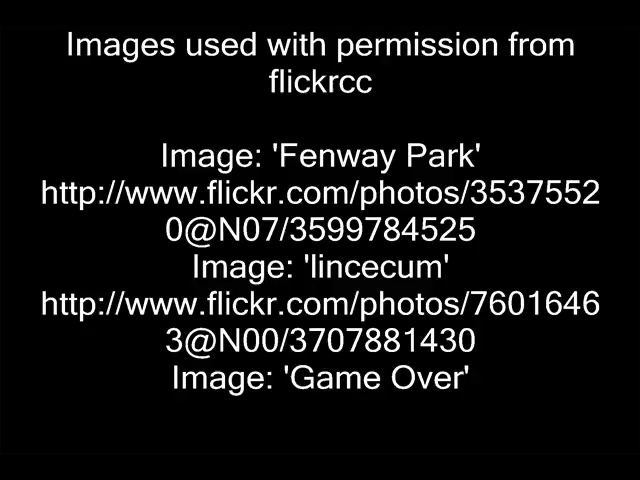 Images used with permission from
flickrcc
Image: 'Fenway Park'
http://www.flickr.com/photos/3537552
0@N07/3599784525
Image: 'lincecum'
http://www.flickr.com/photos/7601646
3@N00/3707881430
Image: 'Game Over'